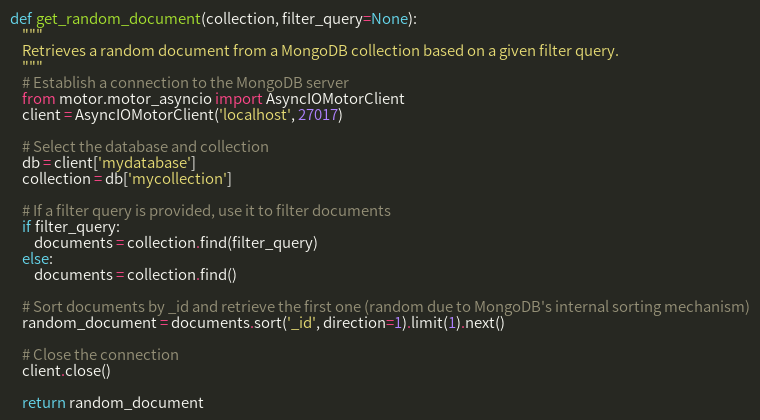 def get_random_document(collection, filter_query=None):
"""
Retrieves a random document from a MongoDB collection based on a given filter query.
"""
# Establish a connection to the MongoDB server
from motor.motor_asyncio import AsyncIOMotorClient
client = AsyncIOMotorClient('localhost', 27017)
# Select the database and collection
db = client['mydatabase']
collection = db['mycollection']
# If a filter query is provided, use it to filter documents
if filter_query:
documents = collection.find(filter_query)
else:
documents = collection.find()
# Sort documents by _id and retrieve the first one (random due to MongoDB's internal sorting mechanism)
random_document = documents.sort('_id', direction=1).limit(1).next()
# Close the connection
client.close()
return random_document